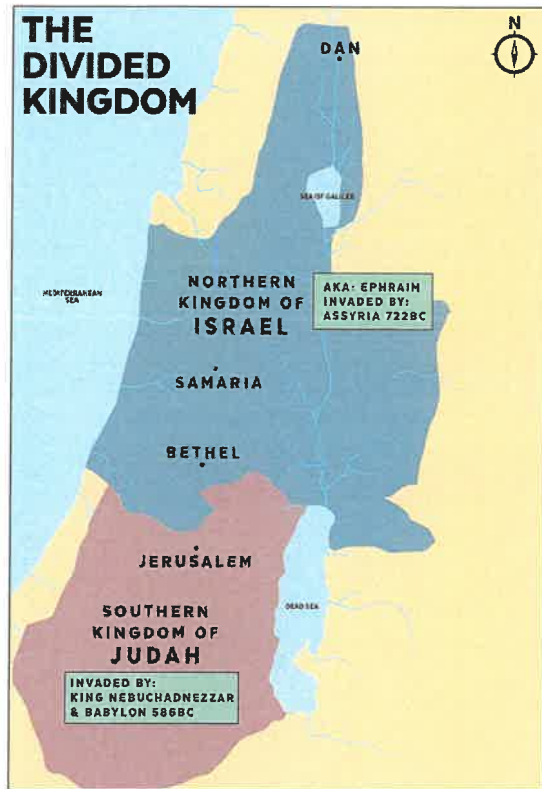 THE
DIVIDED
KINGDOM
N
DAN
SEA OF GALILEE
MEDITERRANEAN
SEA
NORTHERN
KINGDOM OF
ISRAEL
AKA: EPHRAIM
INVADED BY:
ASSYRIA 722BC
SAMARIA
BETHEL
JERUSALEM
DEAD SEA
SOUTHERN
KINGDOM OF
JUDAH
INVADED BY:
KING NEBUCHADNEZZAR
& BABYLON 586BC